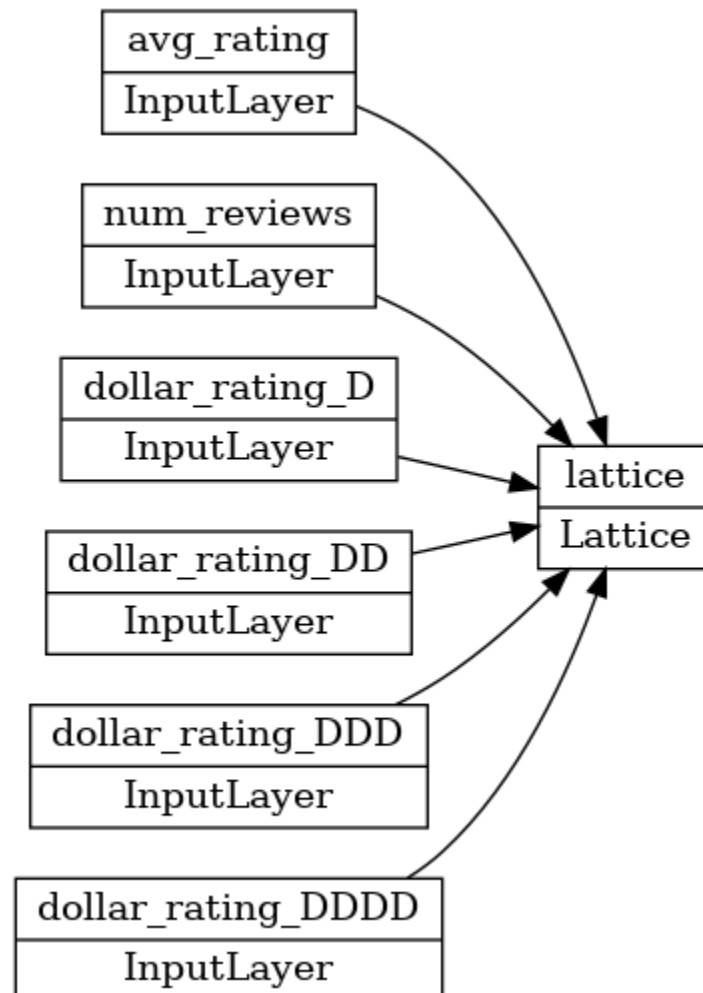 avg_rating
InputLayer
num_reviews
InputLayer
dollar_rating_D
InputLayer
lattice
Lattice
dollar_rating_DD
InputLayer
dollar_rating_DDD
InputLayer
dollar_rating_DDDD
InputLayer